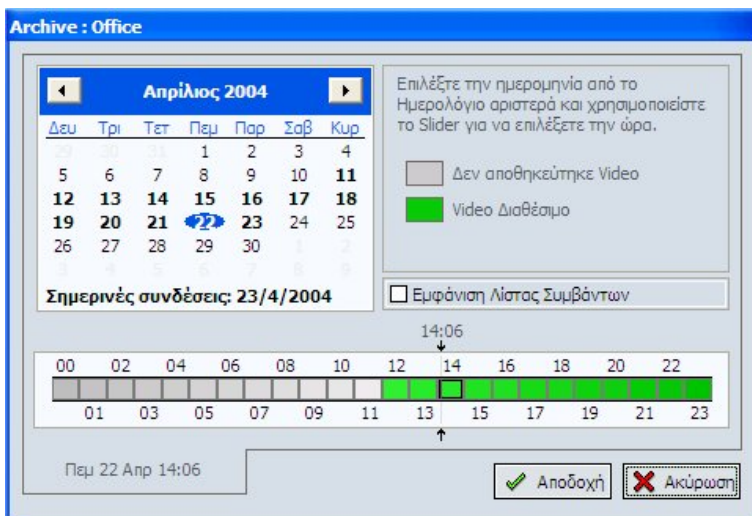 Archive : Office
Απρίλιος 2004
Δευ Τρι Τετ Πεμ Παρ Σαβ Κυρ
29 30 31 1 2 3 4
5 6 7 8 9 10 11
12 13 14 15 16 17 18
19 20 21 22 23 24 25
26 27 28 29 30 1 2
3 4 5 6 7 8 9
Σημερινές συνδέσεις: 23/4/2004
Επιλέξτε την ημερομηνία από το
Ημερολόγιο αριστερά και χρησιμοποιείστε
το Slider για να επιλέξετε την ώρα.
Δεν αποθηκεύτηκε Video
Video Διαθέσιμο
Εμφάνιση Λίστας Συμβάντων
14:06
00 02 04 06 08 10 12 14 16 18 20 22
01 03 05 07 09 11 13 15 17 19 21 23
Πεμ 22 Απρ 14:06
Αποδοχή
Ακύρωση